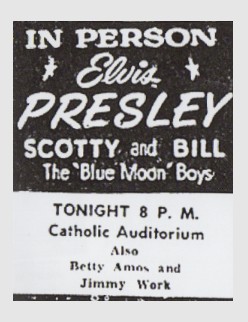 IN PERSON
Elvis
PRESLEY
SCOTTY and BILL
The "Blue Moon" Boys
TONIGHT 8 P. M.
Catholic Auditorium
Also
Betty Amos and
Jimmy Work